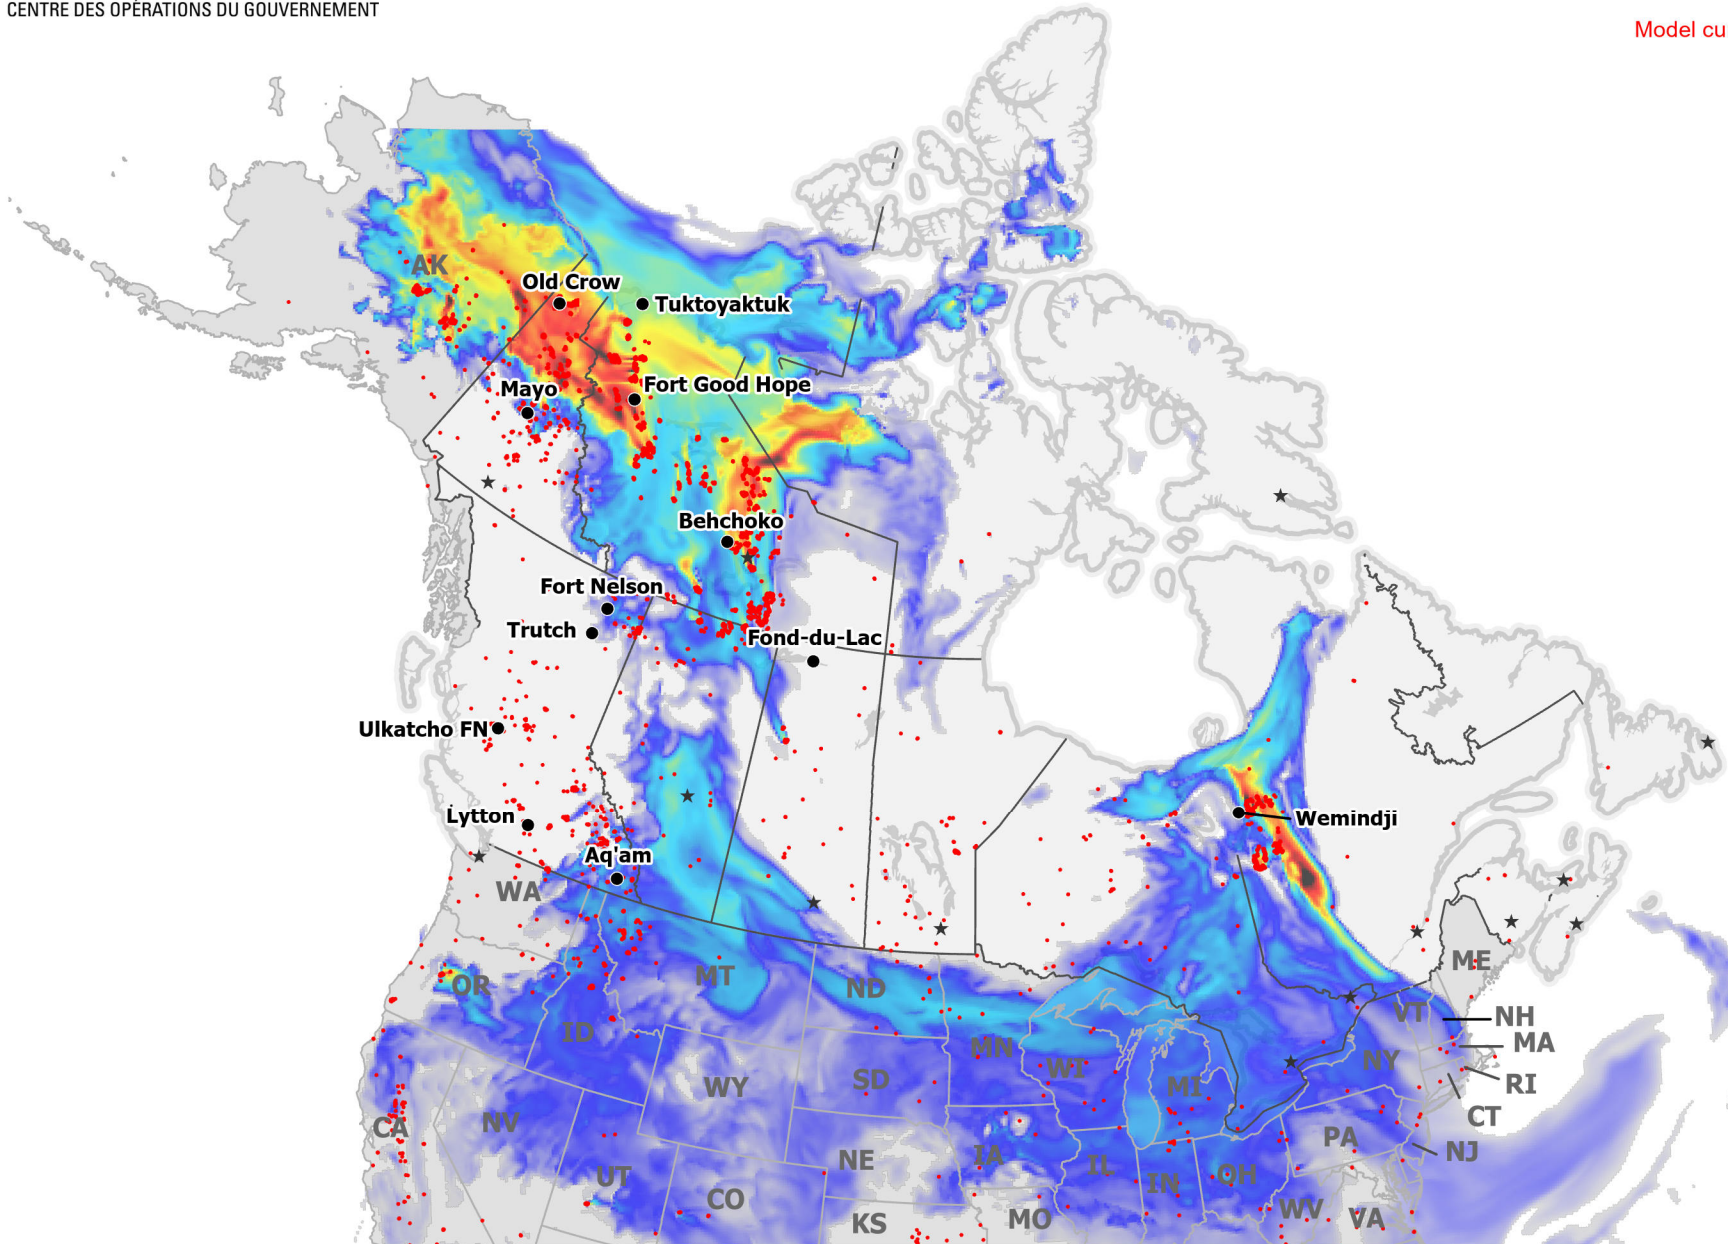 CENTRE DES OPÉRATIONS DU GOUVERNEMENT
Model cu
AK
Old Crow
Tuktoyaktuk
Mayo
Fort Good Hope
Behchoko
Fort Nelson
Trutch
Fond-du-Lac
Ulkatcho FN
Lytton
Wemindji
Aq'am
WA
ME
OR
MT
ND
VT
NH
ID
MN
MA
WI
NY
WY
SD
MI
RI
CA
NV
CT
PA
NJ
NE
IA
IL
UT
IN
OH
CO
KS
MO
WV
VA